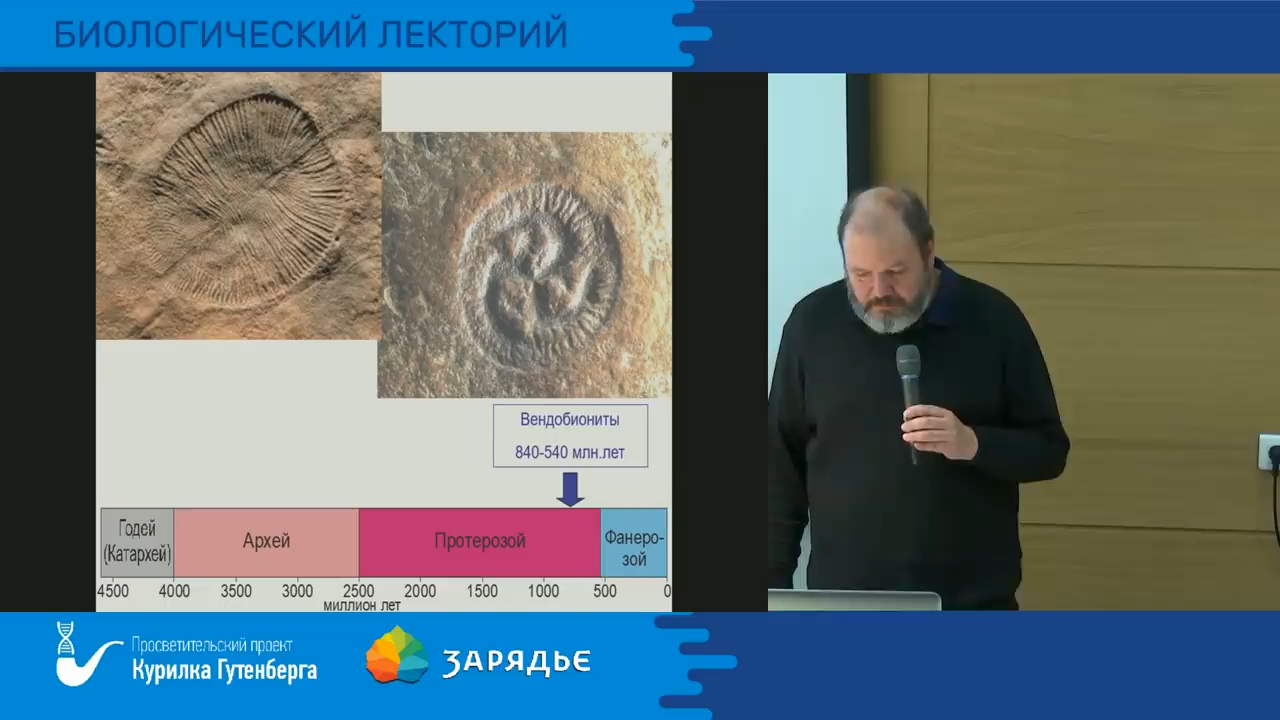 БИОЛОГИЧЕСКИЙ ЛЕКТОРИЙ
Вендобиониты
840-540 млн.лет
Годей
(Катархей)
Архей
Протерозой
Фанеро-
зой
4500 4000 3500 3000 2500 2000 1500 1000 500 0
миллион лет
Просветительский проект
Курилка Гутенберга
ЗАРЯДЬЕ